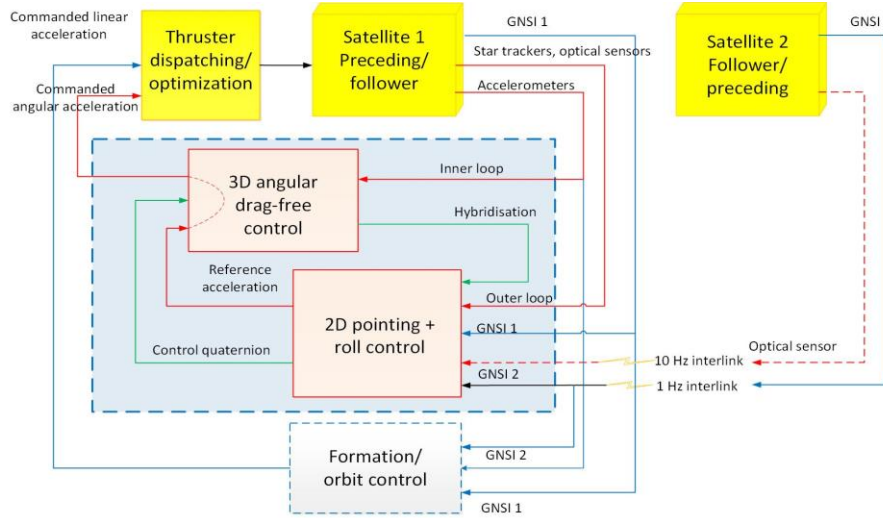 Commanded linear
acceleration
Thruster
dispatching/
optimization
Satellite 1
Preceding/
follower
GNSI 1
Star trackers, optical sensors
Accelerometers
Satellite 2
Follower/
preceding
GNSI
Commanded
angular acceleration
3D angular
drag-free
control
Inner loop
Hybridisation
Reference
acceleration
2D pointing +
roll control
Outer loop
GNSI 1
Optical sensor
Control quaternion
10 Hz interlink
GNSI 2
1 Hz interlink
Formation/
orbit control
GNSI 2
GNSI 1